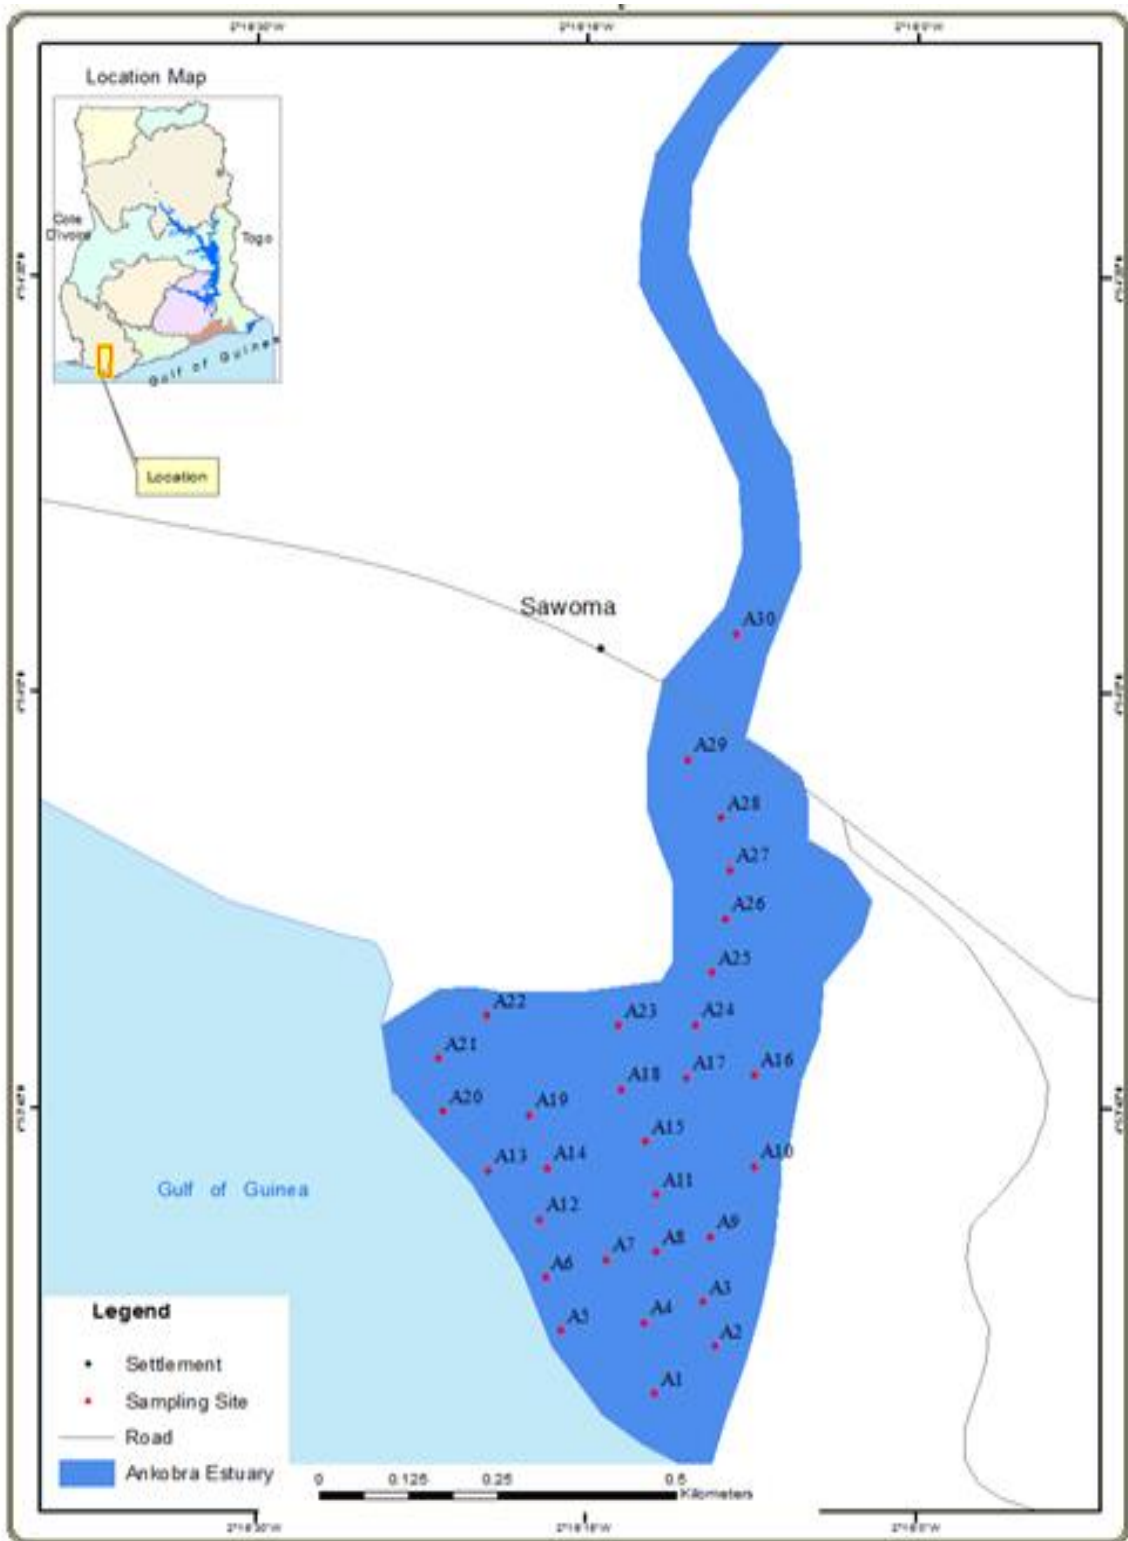 Location Map
Cote
D'Ivoire
Togo
Gulf of Guinea
Location
Sawoma
A30
A29
A28
A27
A26
A25
A22
A23
A24
A21
A18
A17
A16
A20
A19
A15
A13
A14
A10
A11
Gulf of Guinea
A12
A9
A7
A8
A6
A3
A5
A4
A2
A1
Legend
Settlement
Sampling Site
Road
Ankobra Estuary
0 0.125 0.25 0.5
Kilometers